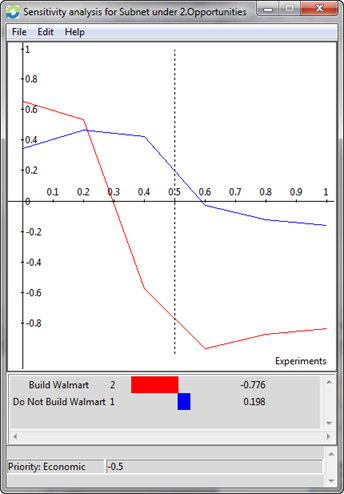 Sensitivity analysis for Subnet under 2.Opportunities
File Edit Help
1
0.8
0.6
0.4
0.2
0.1 0.2 0.3 0.4 0.5 0.6 0.7 0.8 0.9 1
0
-0.2
-0.4
-0.6
-0.8
Experiments
Build Walmart 2 -0.776
Do Not Build Walmart 1 0.198
Priority: Economic -0.5